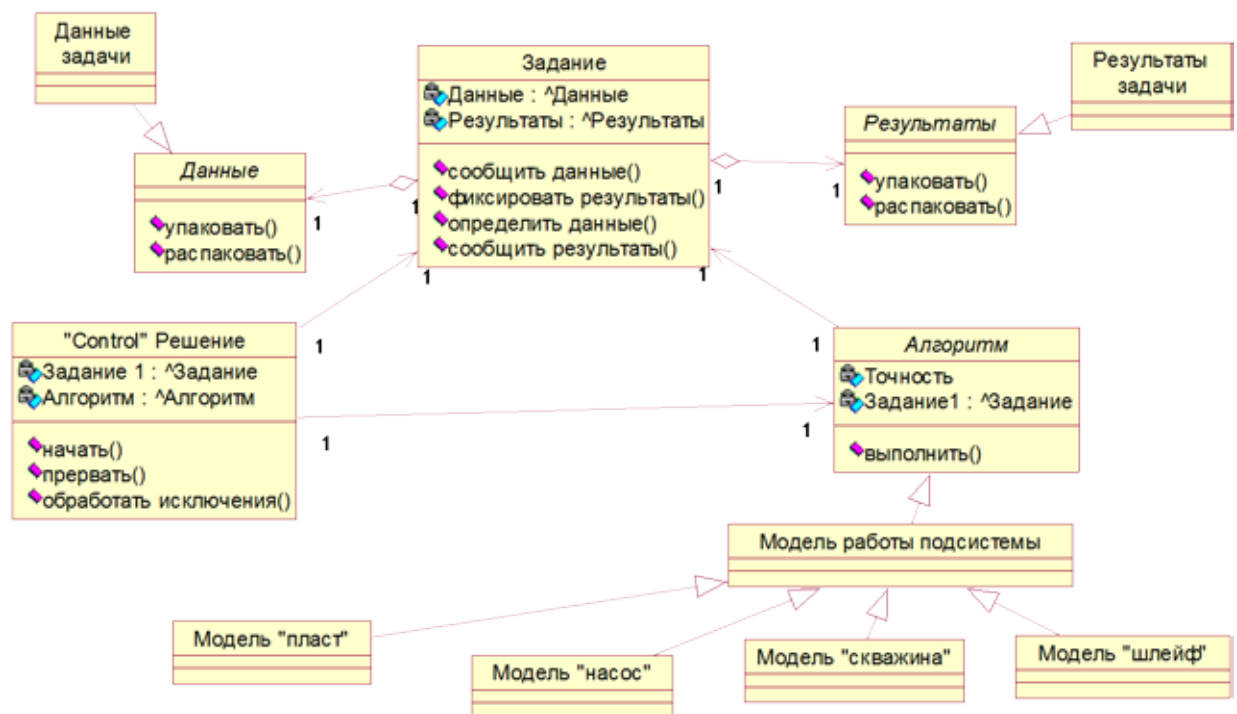 Данные
задачи
Задание
Данные : ^Данные
Результаты : ^Результаты
сообщить данные()
фиксировать результаты()
определить данные()
сообщить результаты()
Результаты
задачи
Результаты
упаковать()
распаковать()
Данные
упаковать()
распаковать()
1
1
1
1
1
1
1
1
"Control" Решение
Задание 1 : ^Задание
Алгоритм : ^Алгоритм
начать()
прервать()
обработать исключения()
1
1
Алгоритм
Точность
Задание1 : ^Задание
выполнить()
Модель работы подсистемы
Модель "пласт"
Модель "насос"
Модель "скважина"
Модель "шлейф"